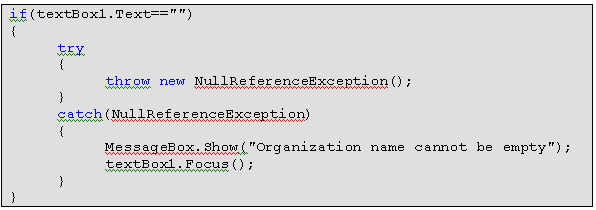 if(textBox1.Text=="")
{
try
{
throw new NullReferenceException();
}
catch(NullReferenceException)
{
MessageBox.Show("Organization name cannot be empty");
textBox1.Focus();
}
}